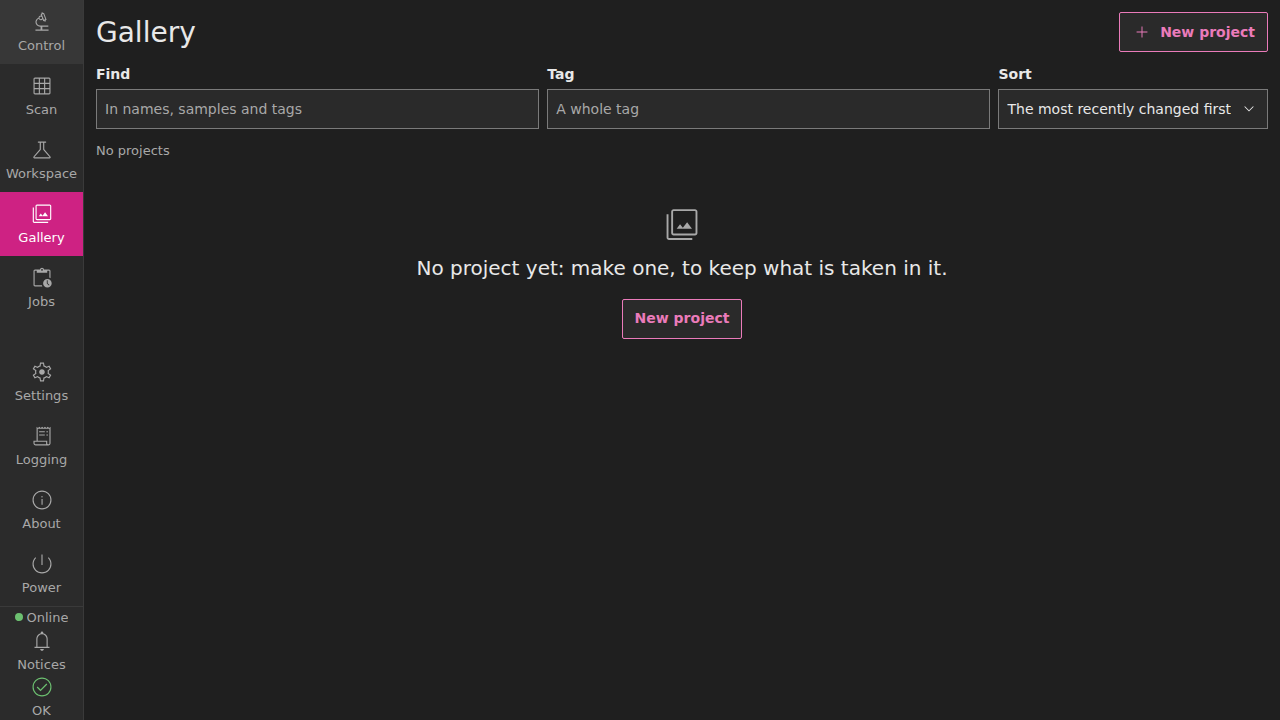 Control
Scan
Workspace
Gallery
Jobs
Settings
Logging
About
Power
Online
Notices
OK
Gallery
New project
Find
Tag
Sort
In names, samples and tags
A whole tag
The most recently changed first
No projects
No project yet: make one, to keep what is taken in it.
New project